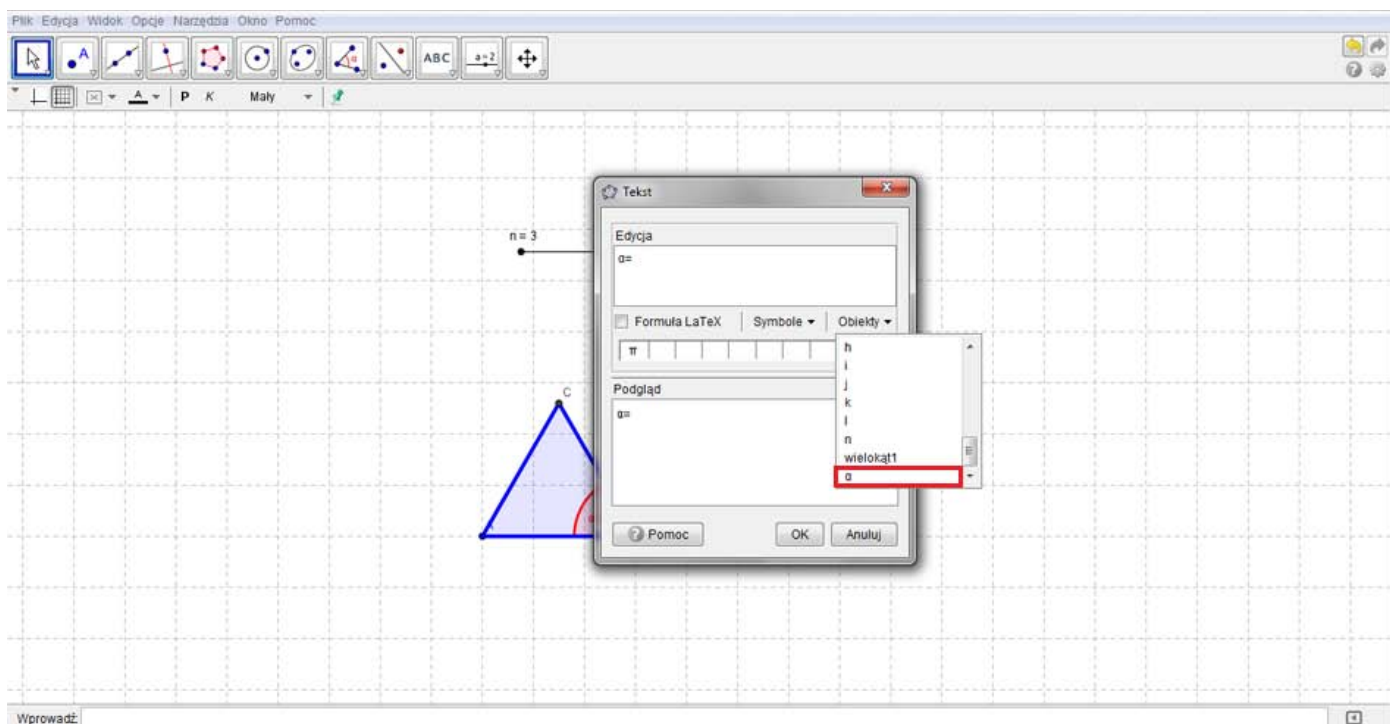 Plik Edycja Widok Opcje Narzędzia Okno Pomoc
A
α
ABC
a=2
A
P K Mały
Tekst
n = 3
Edycja
α=
Formuła LaTeX Symbole Obiekty
π
h
i
j
k
l
n
wielokąt1
α
Podgląd
α=
C
A
α
Pomoc OK Anuluj
Wprowadź: